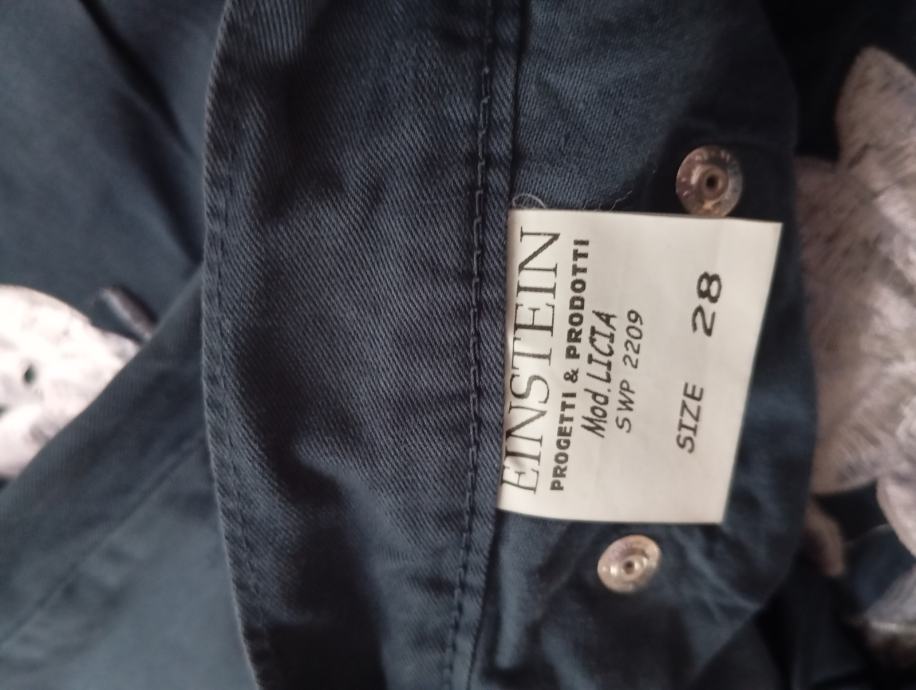 EINSTEIN
PROGETTI & PRODOTTI
Mod.LICIA
SWP 2209
SIZE 28